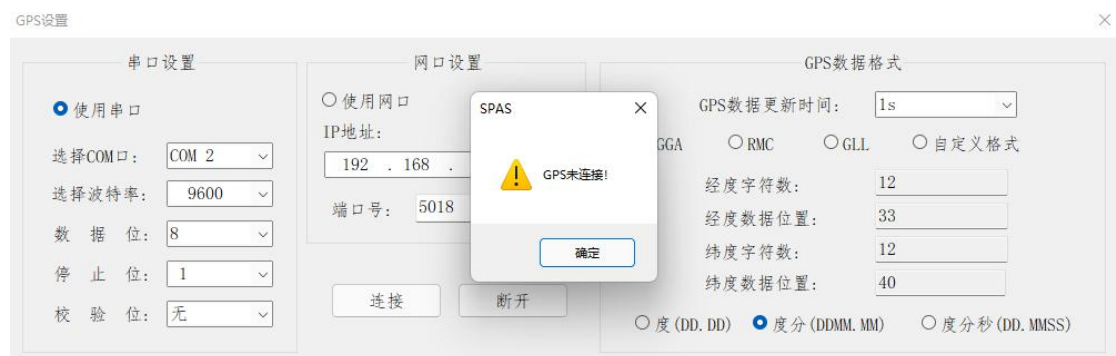 GPS设置
串口设置
使用串口
选择COM口: COM 2
选择波特率: 9600
数 据 位: 8
停 止 位: 1
校 验 位: 无
网口设置
使用网口
IP地址:
192 . 168 .
端口号: 5018
连接 断开
SPAS
GPS未连接!
确定
GPS数据格式
GPS数据更新时间: 1s
GGA RMC GLL 自定义格式
经度字符数: 12
经度数据位置: 33
纬度字符数: 12
纬度数据位置: 40
度(DD.DD) 度分(DDMM.MM) 度分秒(DD.MMSS)